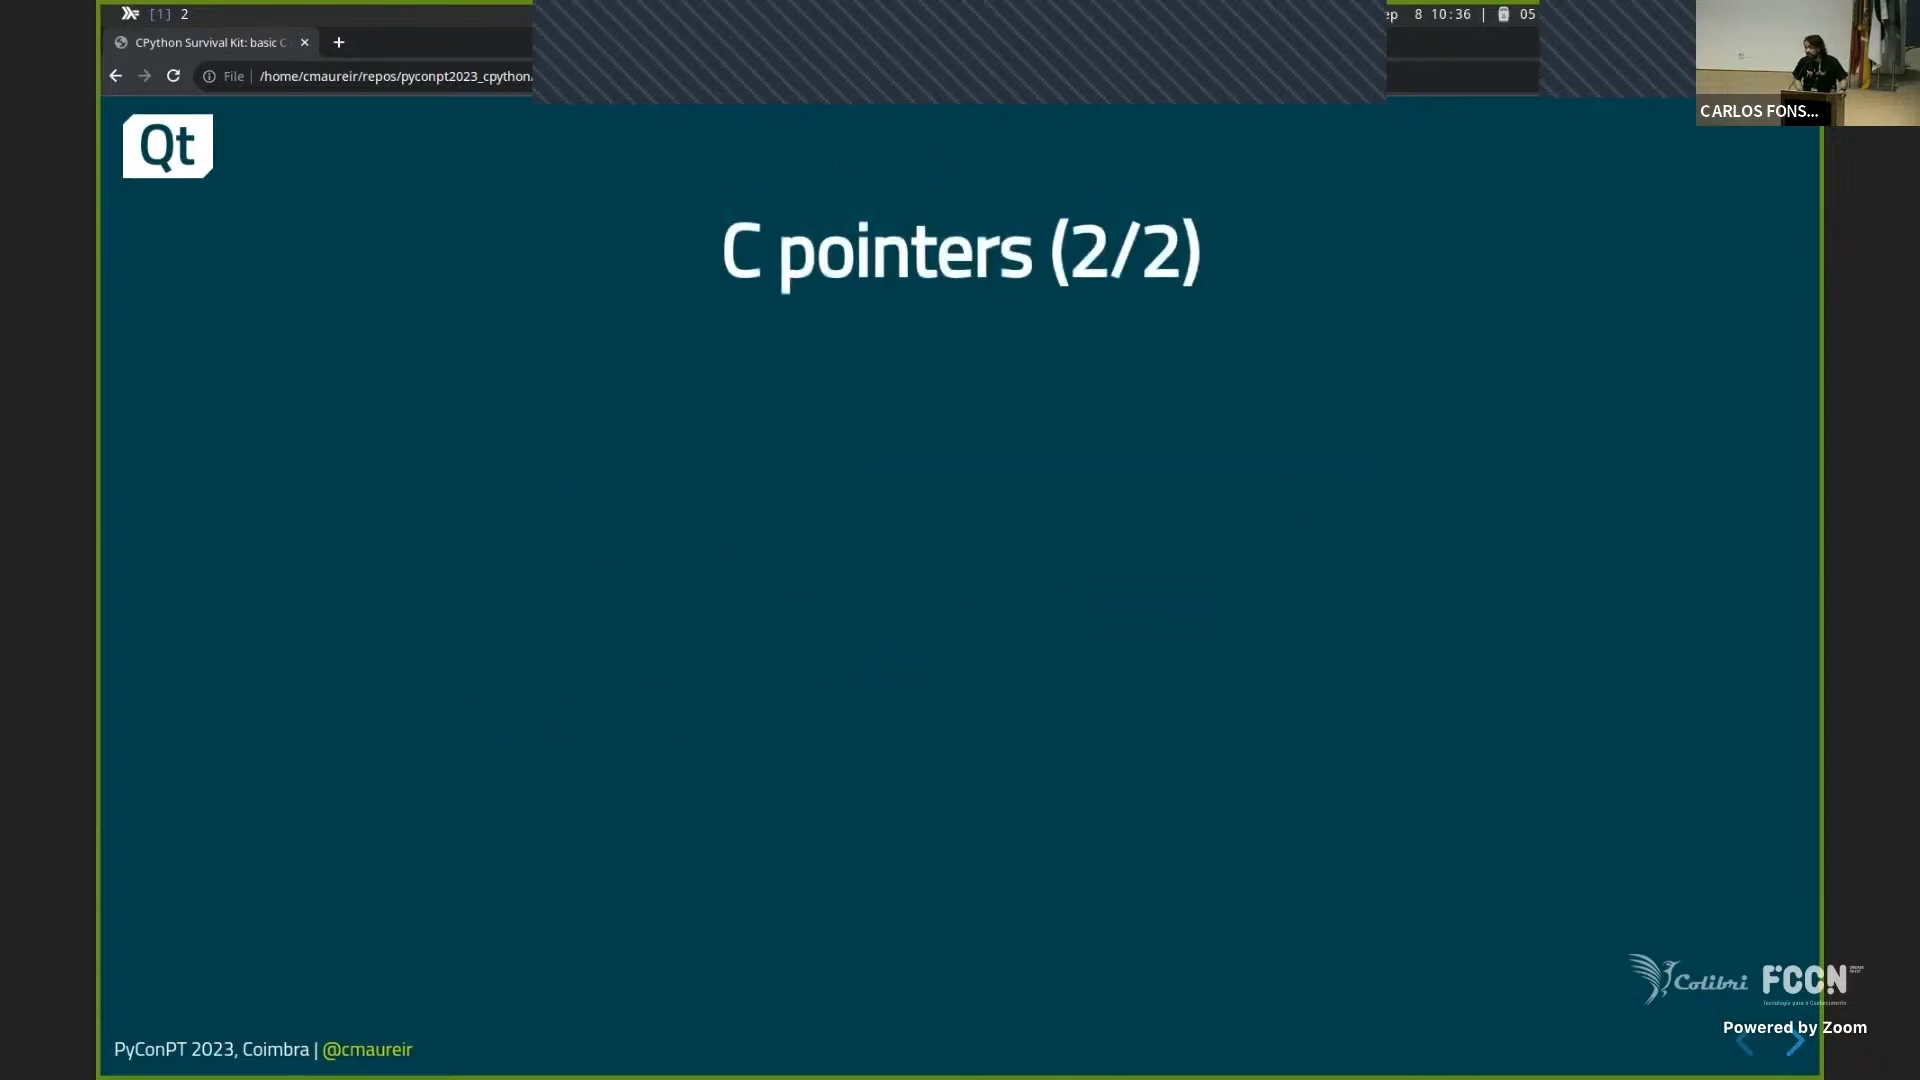 [1] 2
ep 8 10:36 | 05
CPython Survival Kit: basic C
File | /home/cmaureir/repos/pyconpt2023_cpython
CARLOS FONS...
Qt
C pointers (2/2)
Colibri FCCN
Powered by Zoom
PyConPT 2023, Coimbra | @cmaureir